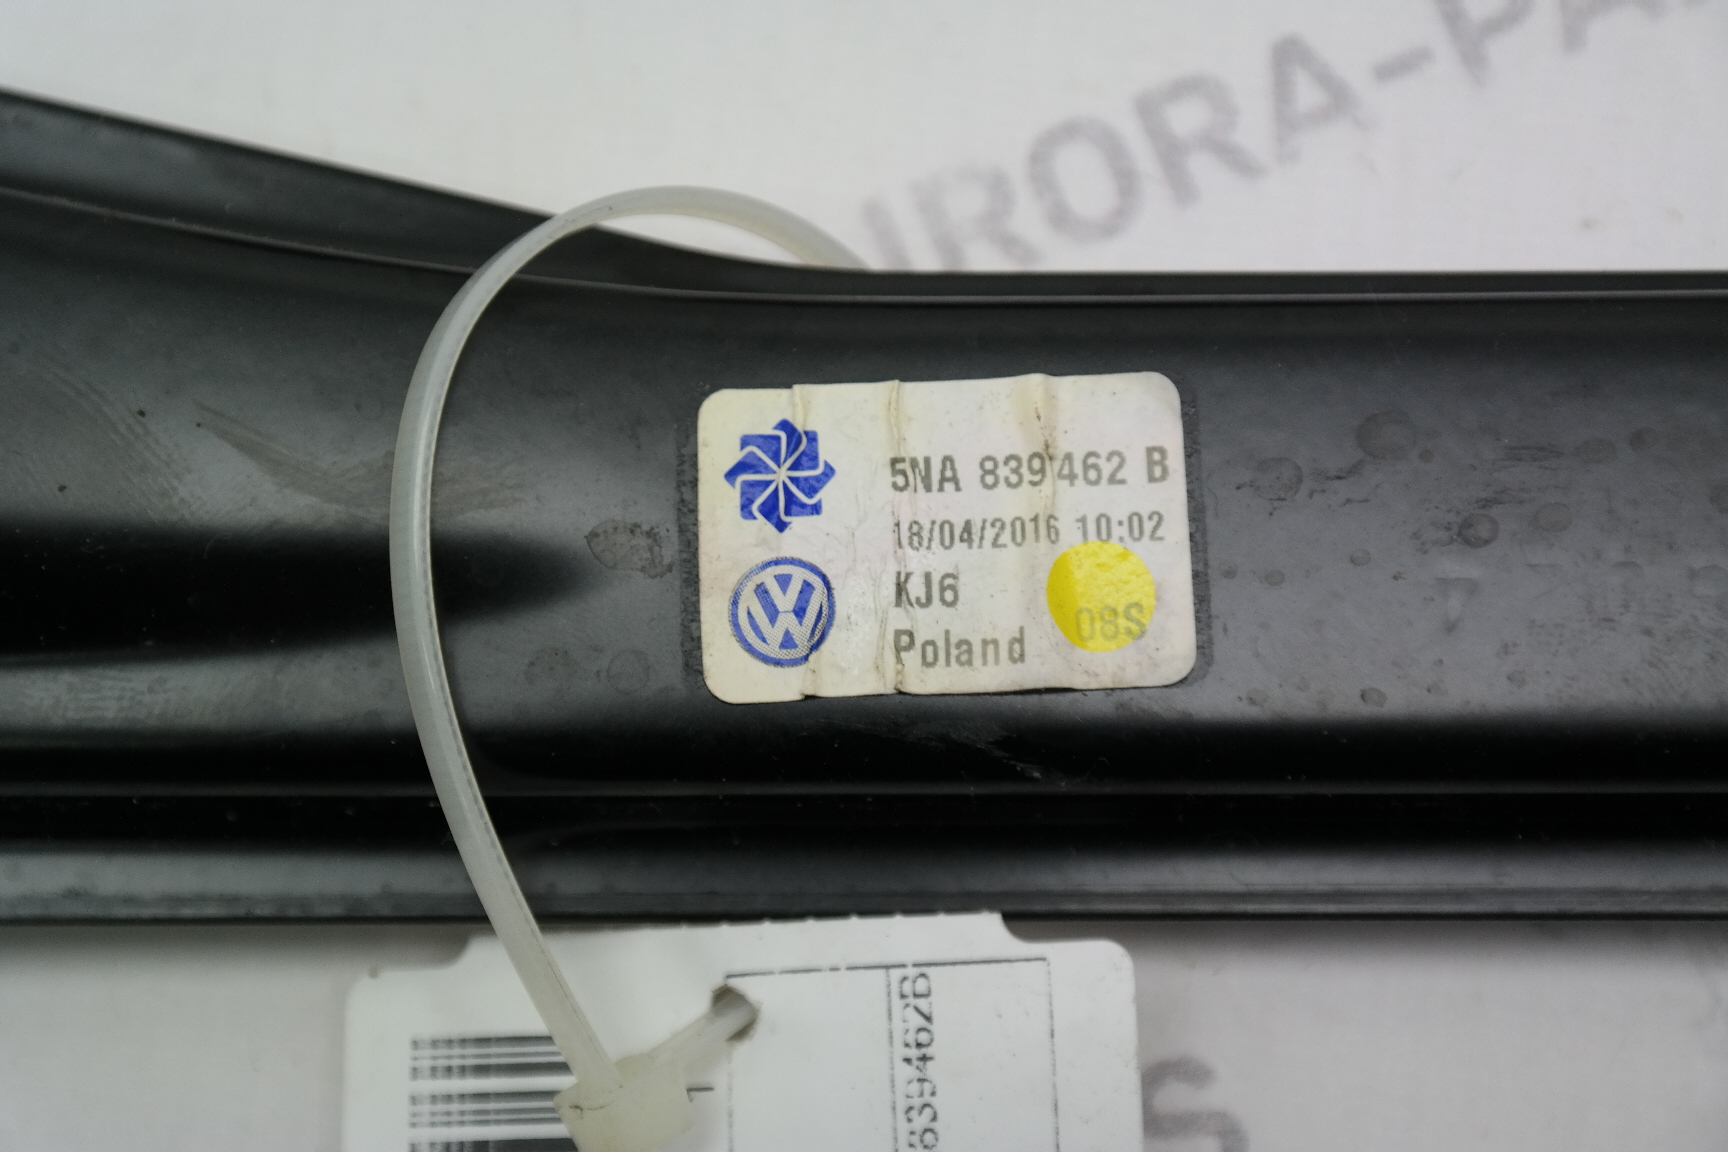 5NA 839 462 B
18/04/2016 10:02
KJ6
08S
Poland
839462B